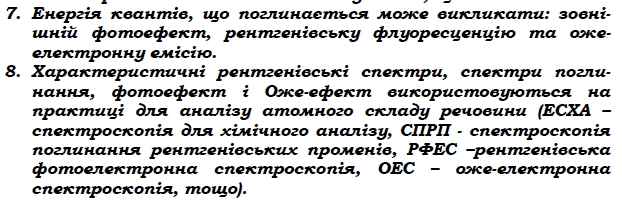 7. Енергія квантів, що поглинається може викликати: зовні-
шній фотоефект, рентгенівську флуоресценцію та оже-
електронну емісію.
8. Характеристичні рентгенівські спектри, спектри погли-
нання, фотоефект і Оже-ефект використовуються на
практиці для аналізу атомного складу речовини (ЕСХА –
спектроскопія для хімічного аналізу, СПРП - спектроскопія
поглинання рентгенівських променів, РФЕС –рентгенівська
фотоелектронна спектроскопія, ОЕС – оже-електронна
спектроскопія, тощо).